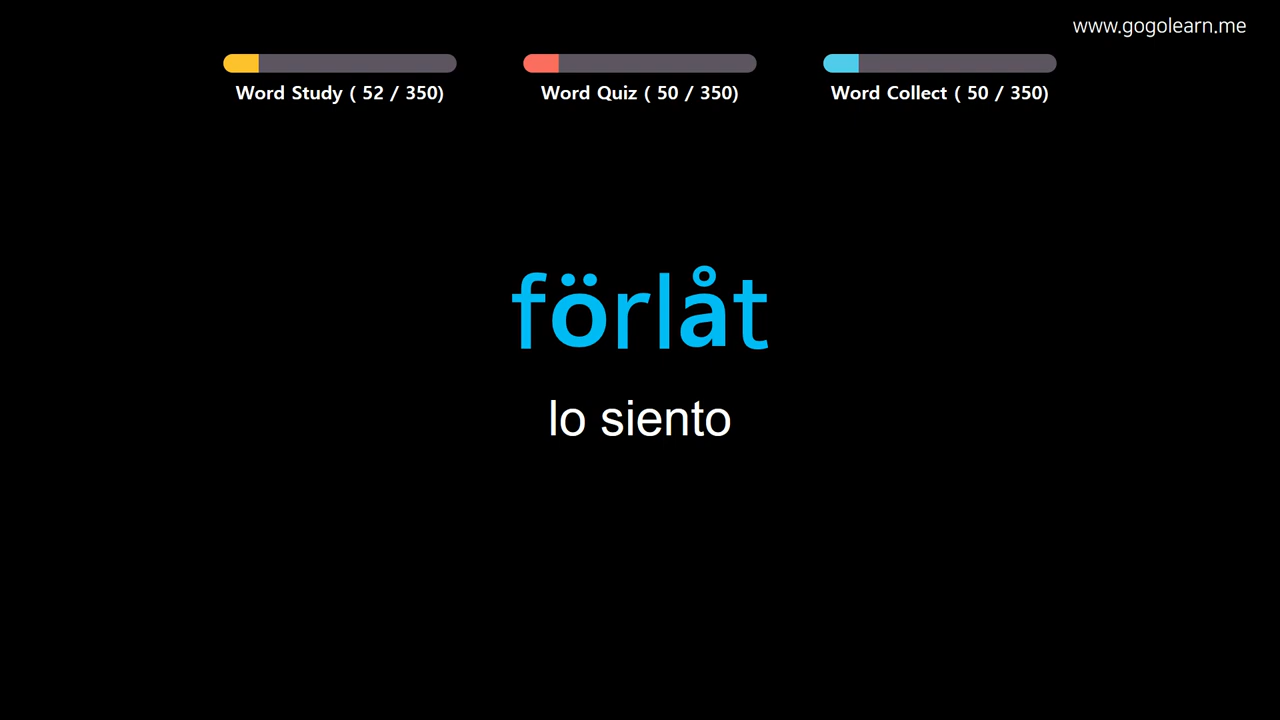 www.gogolearn.me
Word Study ( 52 / 350)
Word Quiz ( 50 / 350)
Word Collect ( 50 / 350)
förlåt
lo siento